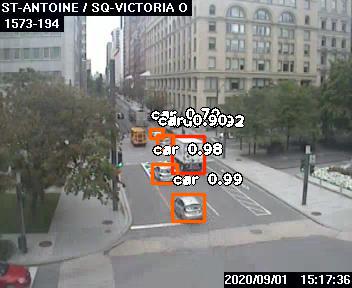 ST-ANTOINE / SQ-VICTORIA O
1573-194
car 0.98
car 0.99
2020/09/01 15:17:36